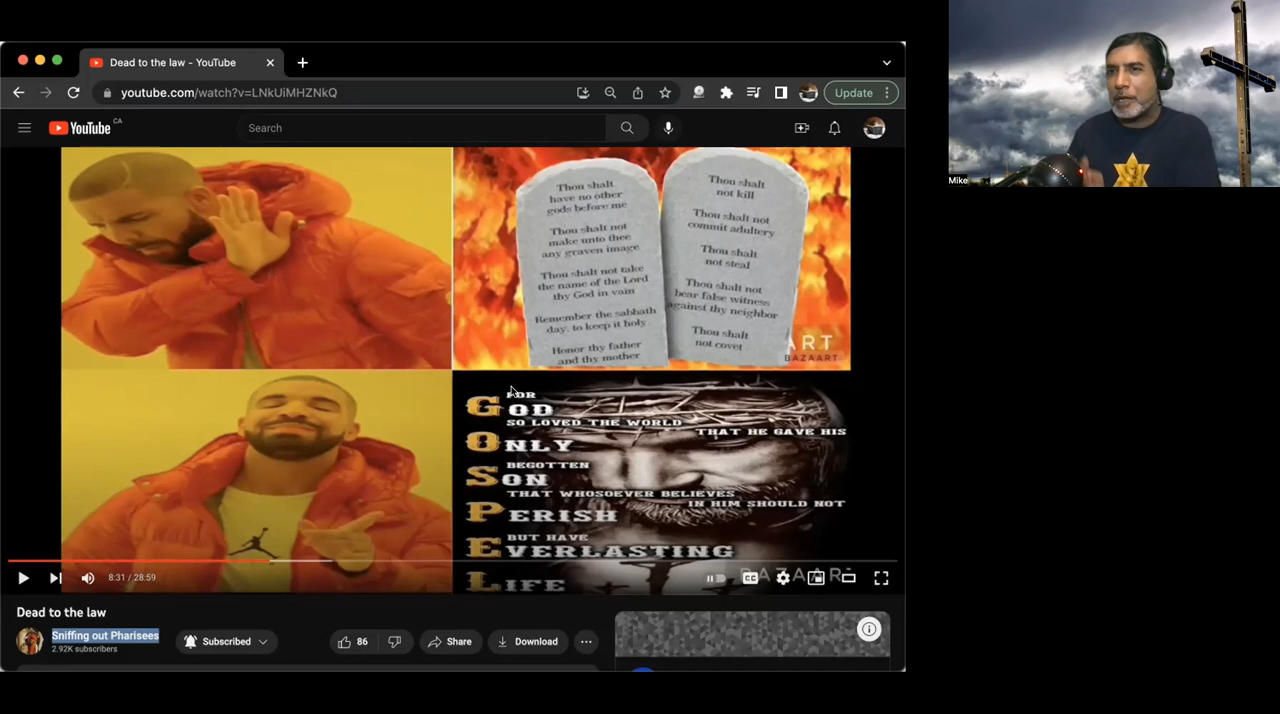 Dead to the law - YouTube
youtube.com/watch?v=LNkUiMHZNkQ
Update
YouTube CA
Search
Thou shalt
have no other
gods before me
Thou shalt not
make unto thee
any graven image
Thou shalt not take
the name of the Lord
thy God in vain
Remember the sabbath
day, to keep it holy
Honor thy father
and thy mother
Thou shalt
not kill
Thou shalt not
commit adultery
Thou shalt
not steal
Thou shalt not
bear false witness
against thy neighbor
Thou shalt
not covet
ART
BAZAART
FOR
GOD
SO LOVED THE WORLD
THAT HE GAVE HIS
ONLY
BEGOTTEN
SON
THAT WHOSOEVER BELIEVES
IN HIM SHOULD NOT
PERISH
BUT HAVE
EVERLASTING
LIFE
BAZAART
8:31 / 28:59
CC
Dead to the law
Sniffing out Pharisees
2.92K subscribers
Subscribed
86
Share
Download
Mike